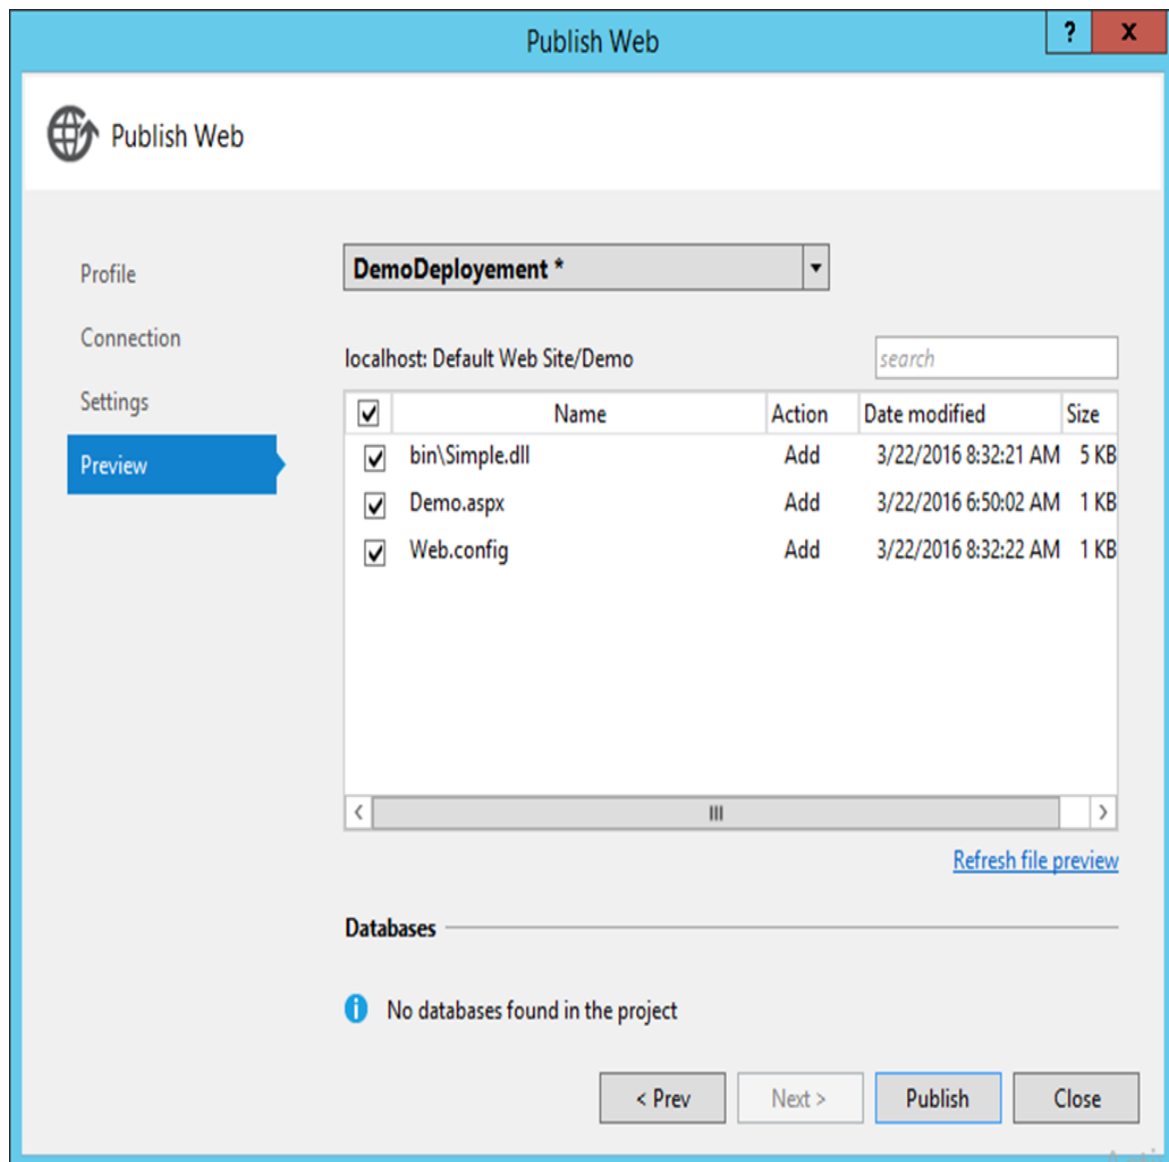 Publish Web
? X
Publish Web
Profile
DemoDeployement *
Connection
localhost: Default Web Site/Demo
search
Settings
Name Action Date modified Size
Preview
bin\Simple.dll Add 3/22/2016 8:32:21 AM 5 KB
Demo.aspx Add 3/22/2016 6:50:02 AM 1 KB
Web.config Add 3/22/2016 8:32:22 AM 1 KB
Refresh file preview
Databases
No databases found in the project
< Prev Next > Publish Close